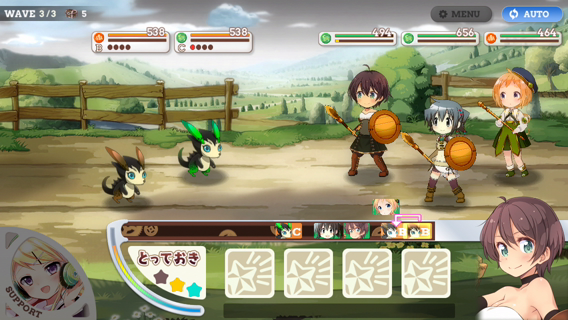 WAVE 3/3 5
MENU
AUTO
538
B
538
C
494
656
464
C
B
とっておき
SUPPORT